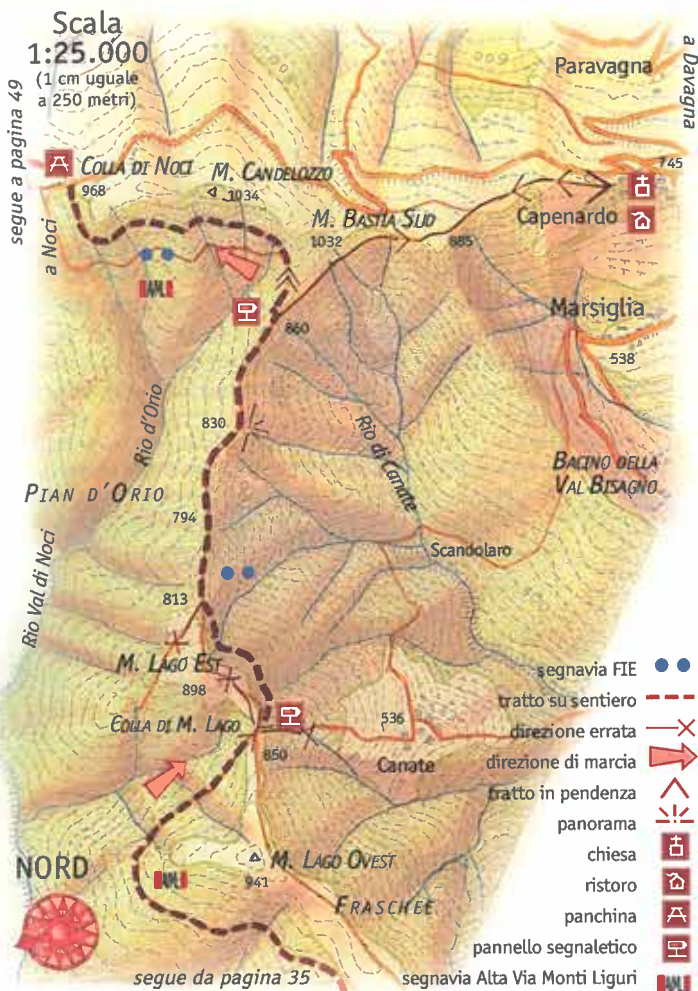 Scala
1:25.000
(1 cm uguale
a 250 metri)
segue a pagina 49
Paravagna
a Davagna
745
COLLA DI NOCI
968
M. CANDELOZZO
1034
M. BASTIA SUD
1032
Capenardo
885
a Noci
AV ML
860
Marsiglia
538
Rio d'Orio
830
Rio di Canate
BACINO DELLA
VAL BISAGNO
PIAN D'ORIO
794
Scandolaro
Rio Val di Noci
813
M. LAGO EST
898
COLLA DI M. LAGO
850
536
Canate
M. LAGO OVEST
941
FRASCHEE
NORD
segue da pagina 35
segnavia FIE
tratto su sentiero
direzione errata
direzione di marcia
tratto in pendenza
panorama
chiesa
ristoro
panchina
pannello segnaletico
segnavia Alta Via Monti Liguri